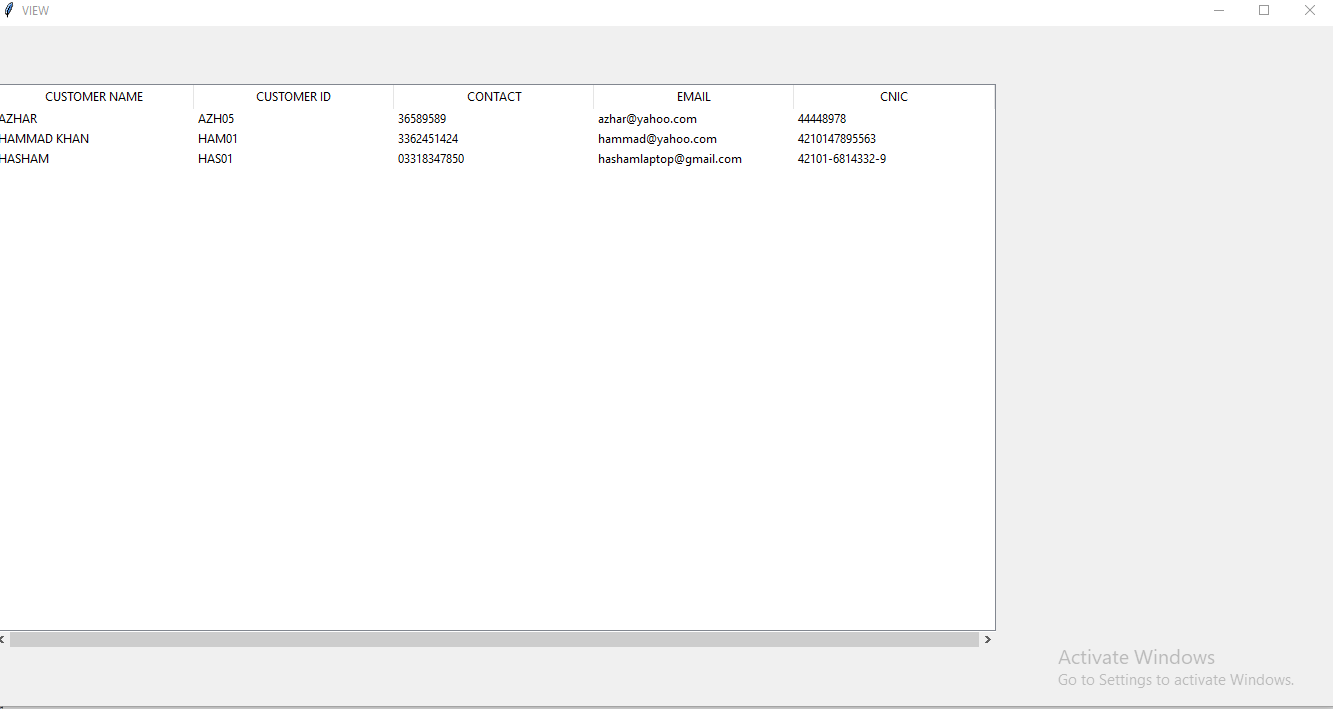 VIEW
CUSTOMER NAME CUSTOMER ID CONTACT EMAIL CNIC
AZHAR AZH05 36589589 azhar@yahoo.com 44448978
HAMMAD KHAN HAM01 3362451424 hammad@yahoo.com 4210147895563
HASHAM HAS01 03318347850 hashamlaptop@gmail.com 42101-6814332-9
Activate Windows
Go to Settings to activate Windows.